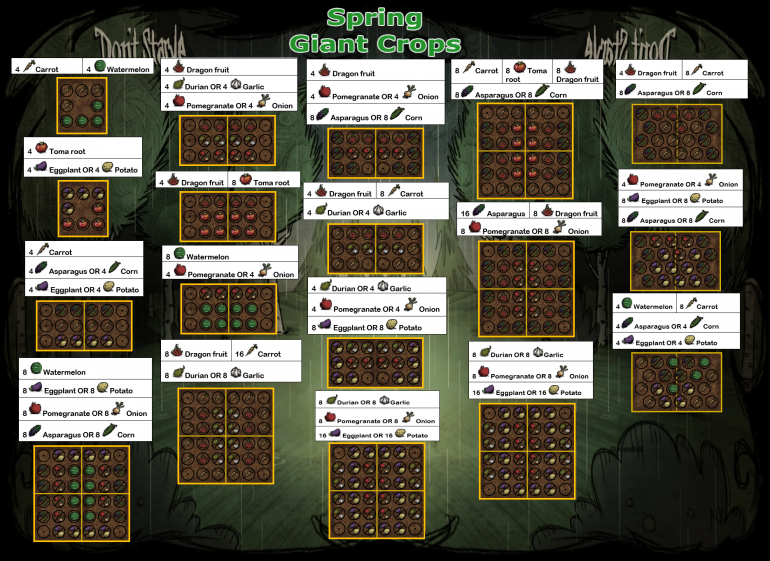 Spring
Giant Crops
Don't Starve
Don't Starve
4 Carrot 4 Watermelon
4 Toma root
4 Eggplant OR 4 Potato
4 Carrot
4 Asparagus OR 4 Corn
4 Eggplant OR 4 Potato
8 Watermelon
8 Eggplant OR 8 Potato
8 Pomegranate OR 8 Onion
8 Asparagus OR 8 Corn
4 Dragon fruit
4 Durian OR 4 Garlic
4 Pomegranate OR 4 Onion
4 Dragon fruit 8 Toma root
8 Watermelon
4 Pomegranate OR 4 Onion
8 Dragon fruit 16 Carrot
8 Durian OR 8 Garlic
4 Dragon fruit
4 Pomegranate OR 4 Onion
8 Asparagus OR 8 Corn
4 Dragon fruit 8 Carrot
4 Durian OR 4 Garlic
4 Durian OR 4 Garlic
4 Pomegranate OR 4 Onion
8 Eggplant OR 8 Potato
8 Durian OR 8 Garlic
8 Pomegranate OR 8 Onion
16 Eggplant OR 16 Potato
8 Carrot 8 Toma root 8 Dragon fruit
8 Asparagus OR 8 Corn
16 Asparagus 8 Dragon fruit
8 Pomegranate OR 8 Onion
8 Durian OR 8 Garlic
8 Pomegranate OR 8 Onion
16 Eggplant OR 16 Potato
4 Dragon fruit 8 Carrot
8 Asparagus OR 8 Corn
4 Pomegranate OR 4 Onion
8 Eggplant OR 8 Potato
8 Asparagus OR 8 Corn
4 Watermelon 8 Carrot
4 Asparagus OR 4 Corn
4 Eggplant OR 4 Potato